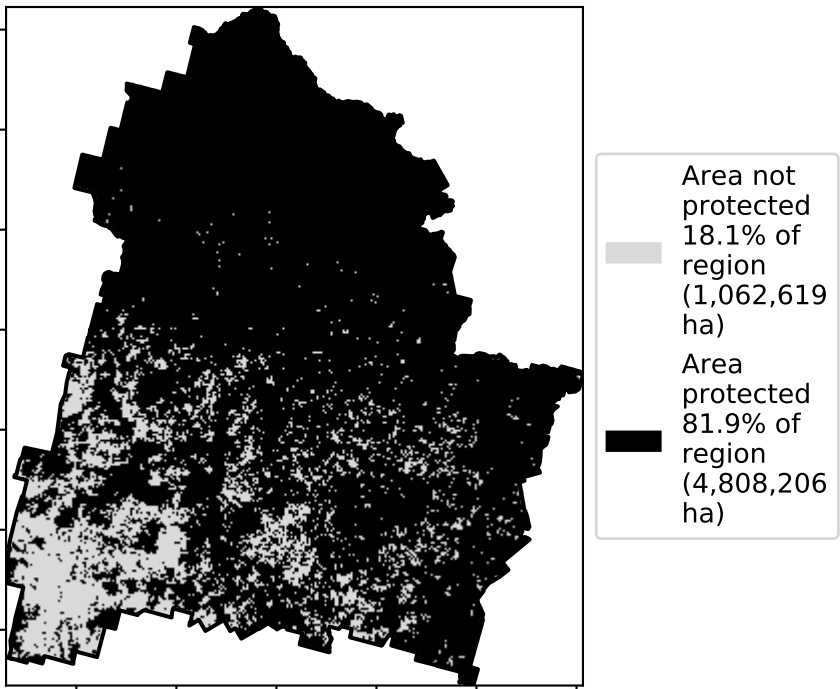 Area not
protected
18.1% of
region
(1,062,619
ha)
Area
protected
81.9% of
region
(4,808,206
ha)